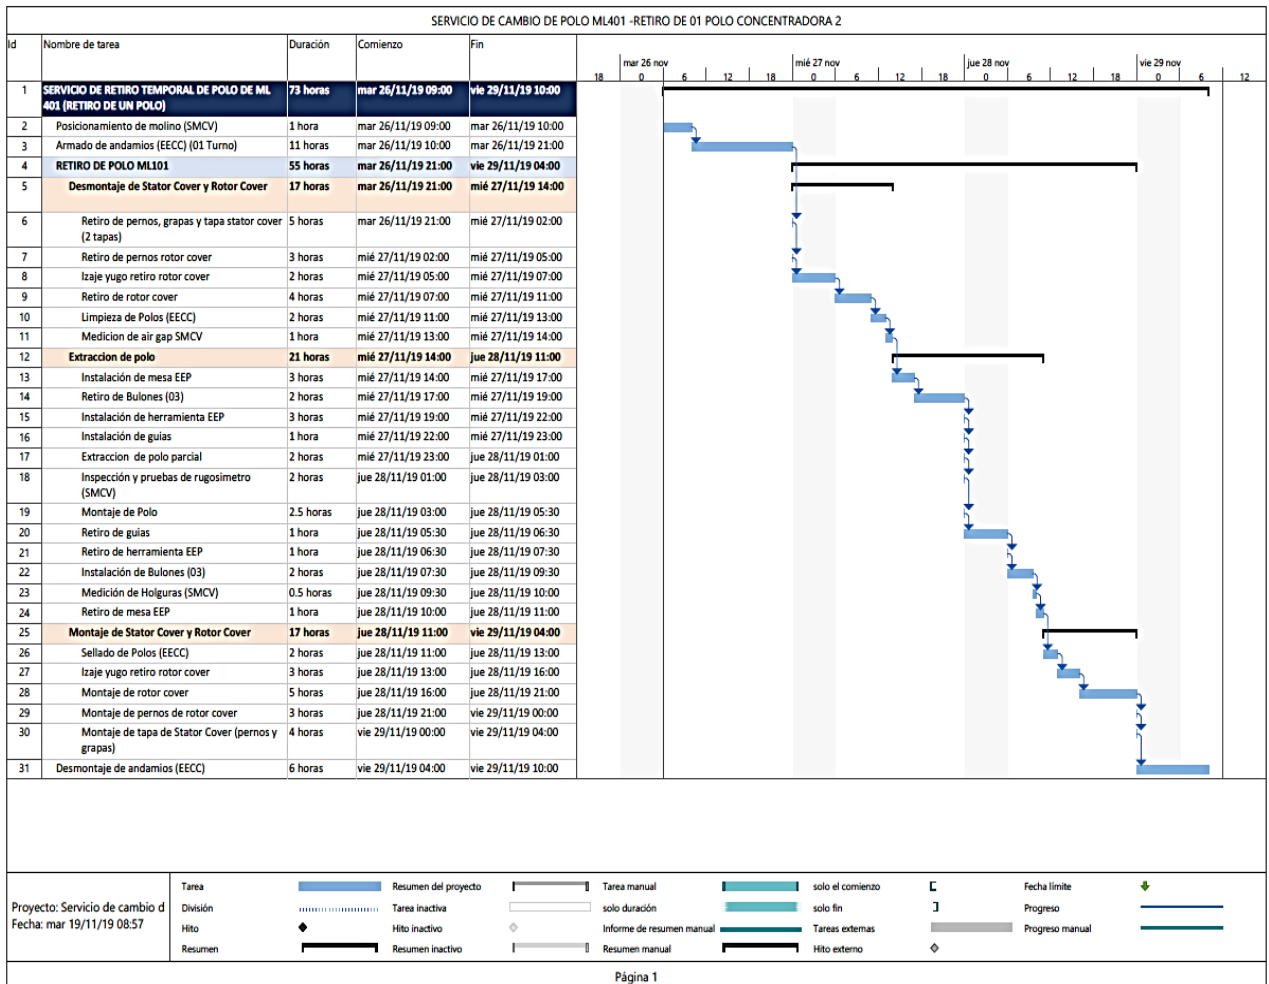 SERVICIO DE CAMBIO DE POLO ML401 -RETIRO DE 01 POLO CONCENTRADORA 2
Id Nombre de tarea Duración Comienzo Fin
mar 26 nov mié 27 nov jue 28 nov vie 29 nov
18 0 6 12 18 0 6 12 18 0 6 12 18 0 6 12
1 SERVICIO DE RETIRO TEMPORAL DE POLO DE ML 73 horas mar 26/11/19 09:00 vie 29/11/19 10:00
401 (RETIRO DE UN POLO)
2 Posicionamiento de molino (SMCV) 1 hora mar 26/11/19 09:00 mar 26/11/19 10:00
3 Armado de andamios (EECC) (01 Turno) 11 horas mar 26/11/19 10:00 mar 26/11/19 21:00
4 RETIRO DE POLO ML101 55 horas mar 26/11/19 21:00 vie 29/11/19 04:00
5 Desmontaje de Stator Cover y Rotor Cover 17 horas mar 26/11/19 21:00 mié 27/11/19 14:00
6 Retiro de pernos, grapas y tapa stator cover 5 horas mar 26/11/19 21:00 mié 27/11/19 02:00
(2 tapas)
7 Retiro de pernos rotor cover 3 horas mié 27/11/19 02:00 mié 27/11/19 05:00
8 Izaje yugo retiro rotor cover 2 horas mié 27/11/19 05:00 mié 27/11/19 07:00
9 Retiro de rotor cover 4 horas mié 27/11/19 07:00 mié 27/11/19 11:00
10 Limpieza de Polos (EECC) 2 horas mié 27/11/19 11:00 mié 27/11/19 13:00
11 Medicion de air gap SMCV 1 hora mié 27/11/19 13:00 mié 27/11/19 14:00
12 Extraccion de polo 21 horas mié 27/11/19 14:00 jue 28/11/19 11:00
13 Instalación de mesa EEP 3 horas mié 27/11/19 14:00 mié 27/11/19 17:00
14 Retiro de Bulones (03) 2 horas mié 27/11/19 17:00 mié 27/11/19 19:00
15 Instalación de herramienta EEP 3 horas mié 27/11/19 19:00 mié 27/11/19 22:00
16 Instalación de guias 1 hora mié 27/11/19 22:00 mié 27/11/19 23:00
17 Extraccion de polo parcial 2 horas mié 27/11/19 23:00 jue 28/11/19 01:00
18 Inspección y pruebas de rugosimetro 2 horas jue 28/11/19 01:00 jue 28/11/19 03:00
(SMCV)
19 Montaje de Polo 2.5 horas jue 28/11/19 03:00 jue 28/11/19 05:30
20 Retiro de guias 1 hora jue 28/11/19 05:30 jue 28/11/19 06:30
21 Retiro de herramienta EEP 1 hora jue 28/11/19 06:30 jue 28/11/19 07:30
22 Instalación de Bulones (03) 2 horas jue 28/11/19 07:30 jue 28/11/19 09:30
23 Medición de Holguras (SMCV) 0.5 horas jue 28/11/19 09:30 jue 28/11/19 10:00
24 Retiro de mesa EEP 1 hora jue 28/11/19 10:00 jue 28/11/19 11:00
25 Montaje de Stator Cover y Rotor Cover 17 horas jue 28/11/19 11:00 vie 29/11/19 04:00
26 Sellado de Polos (EECC) 2 horas jue 28/11/19 11:00 jue 28/11/19 13:00
27 Izaje yugo retiro rotor cover 3 horas jue 28/11/19 13:00 jue 28/11/19 16:00
28 Montaje de rotor cover 5 horas jue 28/11/19 16:00 jue 28/11/19 21:00
29 Montaje de pernos de rotor cover 3 horas jue 28/11/19 21:00 vie 29/11/19 00:00
30 Montaje de tapa de Stator Cover (pernos y 4 horas vie 29/11/19 00:00 vie 29/11/19 04:00
grapas)
31 Desmontaje de andamios (EECC) 6 horas vie 29/11/19 04:00 vie 29/11/19 10:00
Proyecto: Servicio de cambio d
Fecha: mar 19/11/19 08:57
Tarea Resumen del proyecto Tarea manual solo el comienzo Fecha límite
División Tarea inactiva solo duración solo fin Progreso
Hito Hito inactivo Informe de resumen manual Tareas externas Progreso manual
Resumen Resumen inactivo Resumen manual Hito externo
Página 1